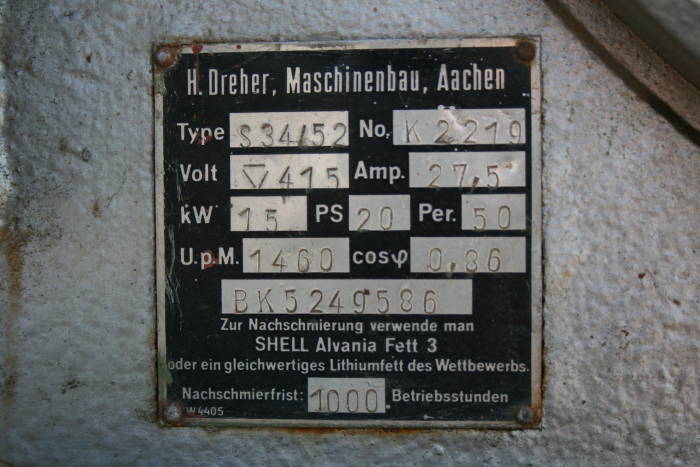 H. Dreher, Maschinenbau, Aachen
Type S34/52 No. K2219
Volt ▽ 415 Amp. 27,5
kW 15 PS 20 Per. 50
U.p.M. 1460 cosφ 0,86
BK5249586
Zur Nachschmierung verwende man
SHELL Alvania Fett 3
oder ein gleichwertiges Lithiumfett des Wettbewerbs.
Nachschmierfrist: 1000 Betriebsstunden
W4405